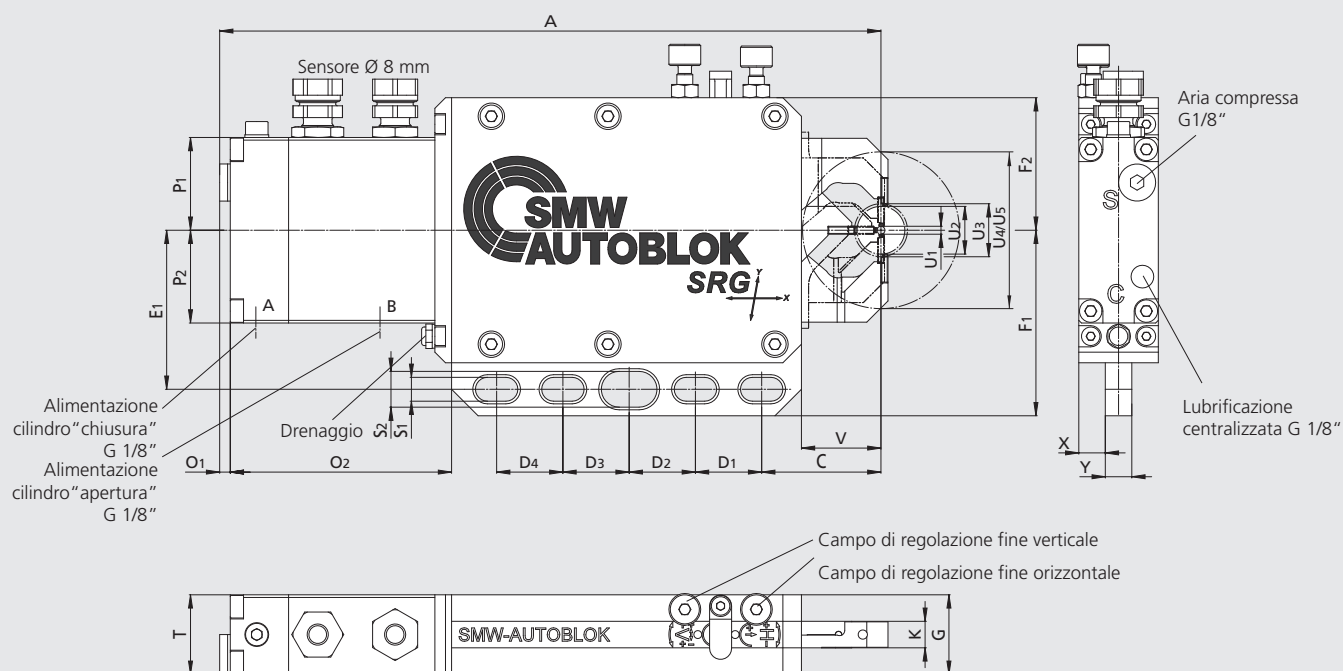 A
Sensore Ø 8 mm
Aria compressa
G1/8“
P1
P2
E1
F2
F1
SMW
AUTOBLOK
SRG
Y
X
U1
U2
U3
U4/U5
S
C
A
B
Alimentazione
cilindro“chiusura”
G 1/8”
Alimentazione
cilindro“apertura”
G 1/8”
Drenaggio
S2
S1
O1
O2
D4
D3
D2
D1
V
C
X
Y
Lubrificazione
centralizzata G 1/8“
Campo di regolazione fine verticale
Campo di regolazione fine orizzontale
T
SMW-AUTOBLOK
V
H
K
G